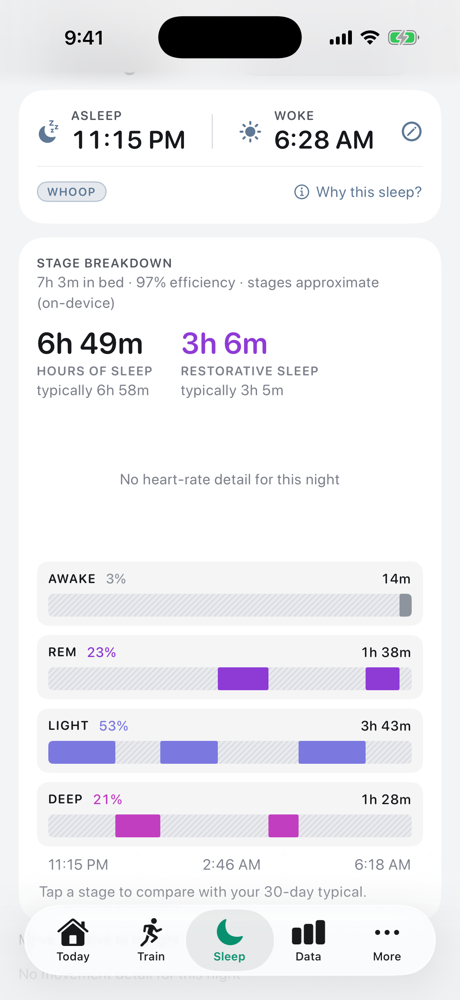 9:41
ASLEEP
11:15 PM
WOKE
6:28 AM
WHOOP
Why this sleep?
STAGE BREAKDOWN
7h 3m in bed · 97% efficiency · stages approximate
(on-device)
6h 49m
HOURS OF SLEEP
typically 6h 58m
3h 6m
RESTORATIVE SLEEP
typically 3h 5m
No heart-rate detail for this night
AWAKE 3% 14m
REM 23% 1h 38m
LIGHT 53% 3h 43m
DEEP 21% 1h 28m
11:15 PM 2:46 AM 6:18 AM
Tap a stage to compare with your 30-day typical.
Today
Train
Sleep
Data
More
No movement detail for this night